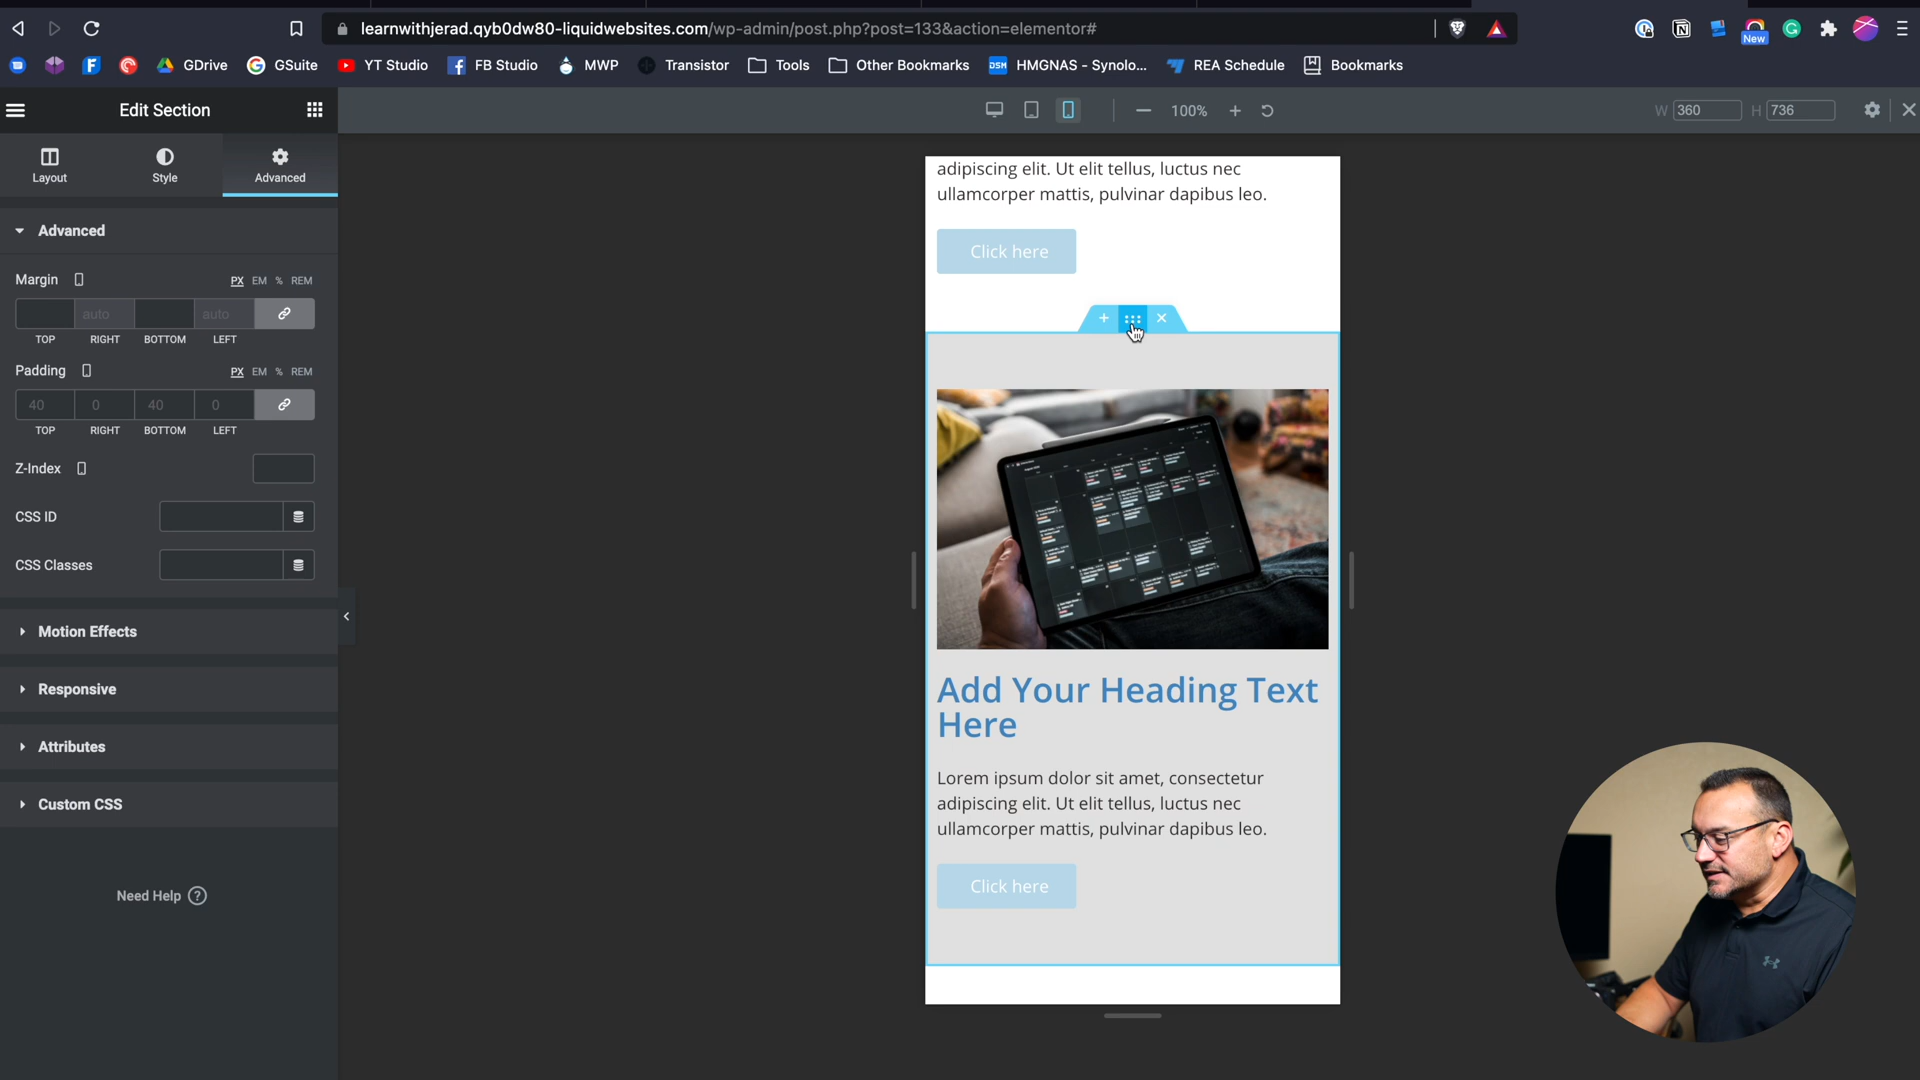 learnwithjerad.qyb0dw80-liquidwebsites.com/wp-admin/post.php?post=133&action=elementor#
New
GDrive
GSuite
YT Studio
FB Studio
MWP
Transistor
Tools
Other Bookmarks
DSM
HMGNAS - Synolo...
REA Schedule
Bookmarks
Edit Section
100%
W 360
H 736
Layout
Style
Advanced
Advanced
Margin
PX EM % REM
auto
auto
TOP RIGHT BOTTOM LEFT
Padding
PX EM % REM
40 0 40 0
TOP RIGHT BOTTOM LEFT
Z-Index
CSS ID
CSS Classes
Motion Effects
Responsive
Attributes
Custom CSS
Need Help ?
adipiscing elit. Ut elit tellus, luctus nec
ullamcorper mattis, pulvinar dapibus leo.
Click here
Add Your Heading Text
Here
Lorem ipsum dolor sit amet, consectetur
adipiscing elit. Ut elit tellus, luctus nec
ullamcorper mattis, pulvinar dapibus leo.
Click here